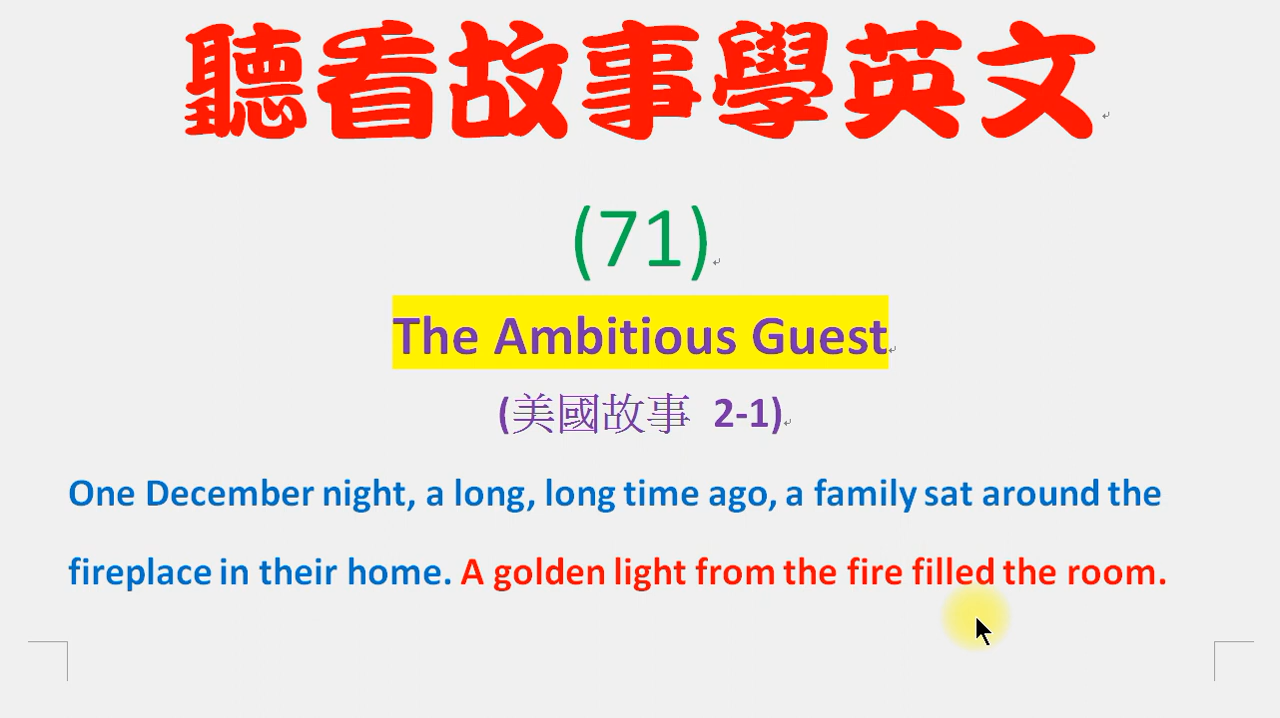 聽看故事學英文
(71)
The Ambitious Guest
(美國故事 2-1)
One December night, a long, long time ago, a family sat around the
fireplace in their home. A golden light from the fire filled the room.